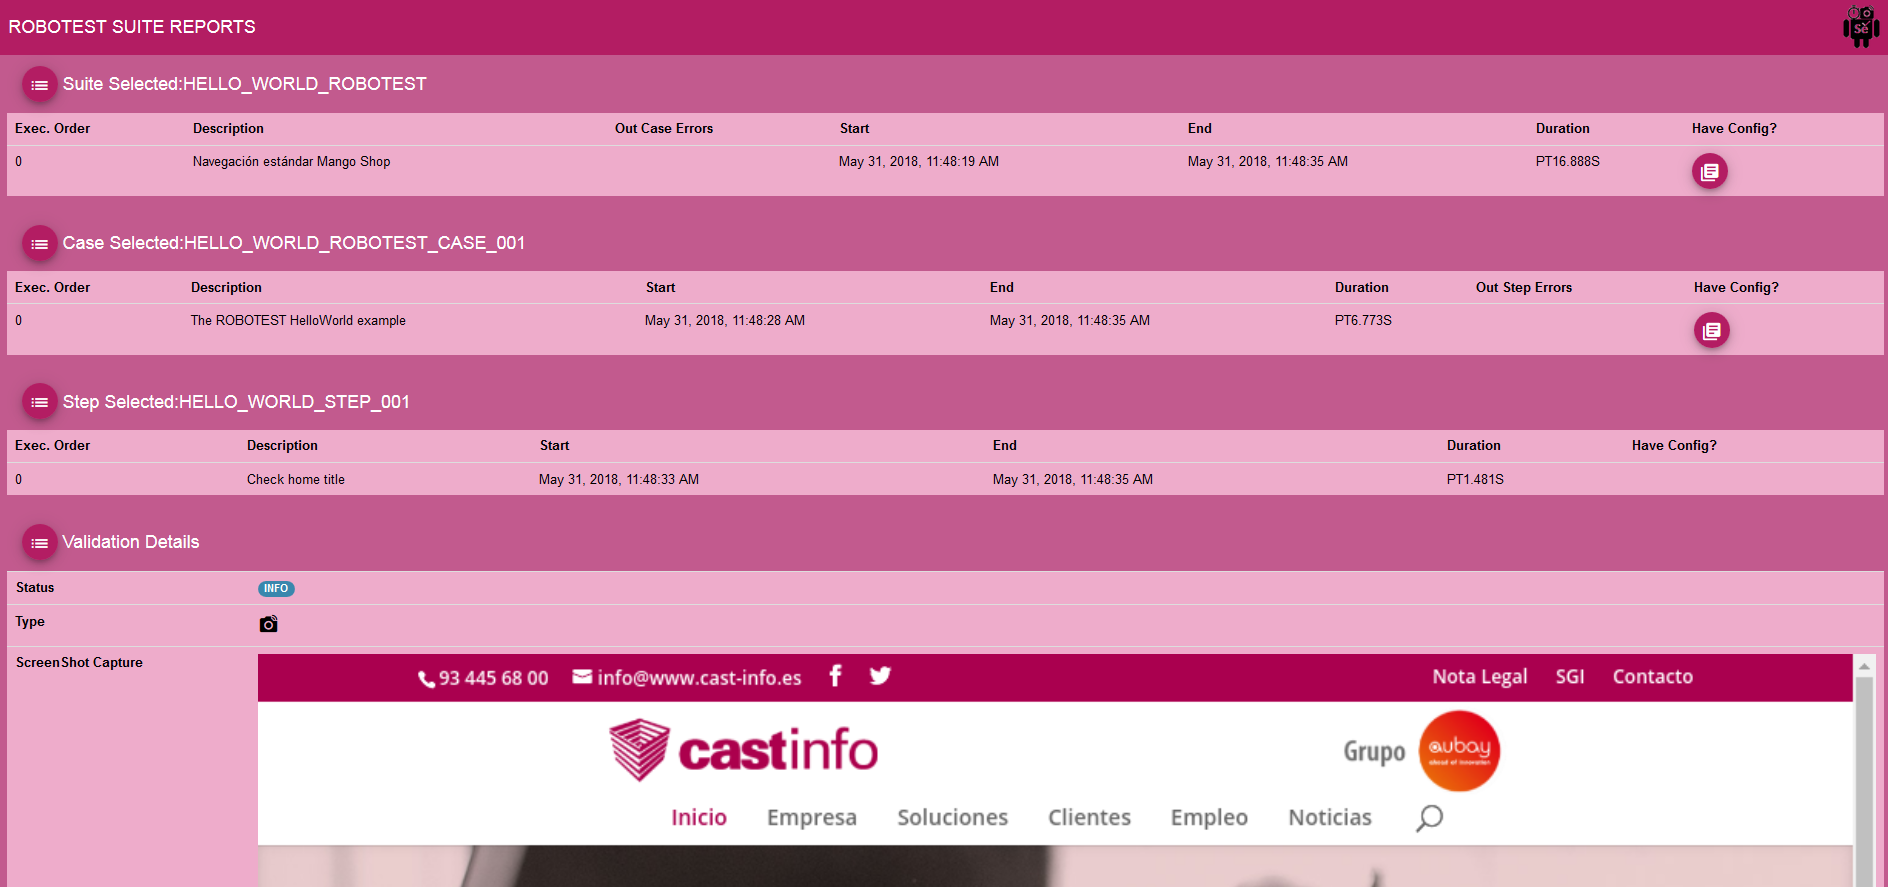 ROBOTEST SUITE REPORTS
Se
Suite Selected:HELLO_WORLD_ROBOTEST
Exec. Order Description Out Case Errors Start End Duration Have Config?
0 Navegación estándar Mango Shop May 31, 2018, 11:48:19 AM May 31, 2018, 11:48:35 AM PT16.888S
Case Selected:HELLO_WORLD_ROBOTEST_CASE_001
Exec. Order Description Start End Duration Out Step Errors Have Config?
0 The ROBOTEST HelloWorld example May 31, 2018, 11:48:28 AM May 31, 2018, 11:48:35 AM PT6.773S
Step Selected:HELLO_WORLD_STEP_001
Exec. Order Description Start End Duration Have Config?
0 Check home title May 31, 2018, 11:48:33 AM May 31, 2018, 11:48:35 AM PT1.481S
Validation Details
Status INFO
Type
ScreenShot Capture
93 445 68 00 info@www.cast-info.es Nota Legal SGI Contacto
castinfo Grupo aubay
ahead of innovation
Inicio Empresa Soluciones Clientes Empleo Noticias